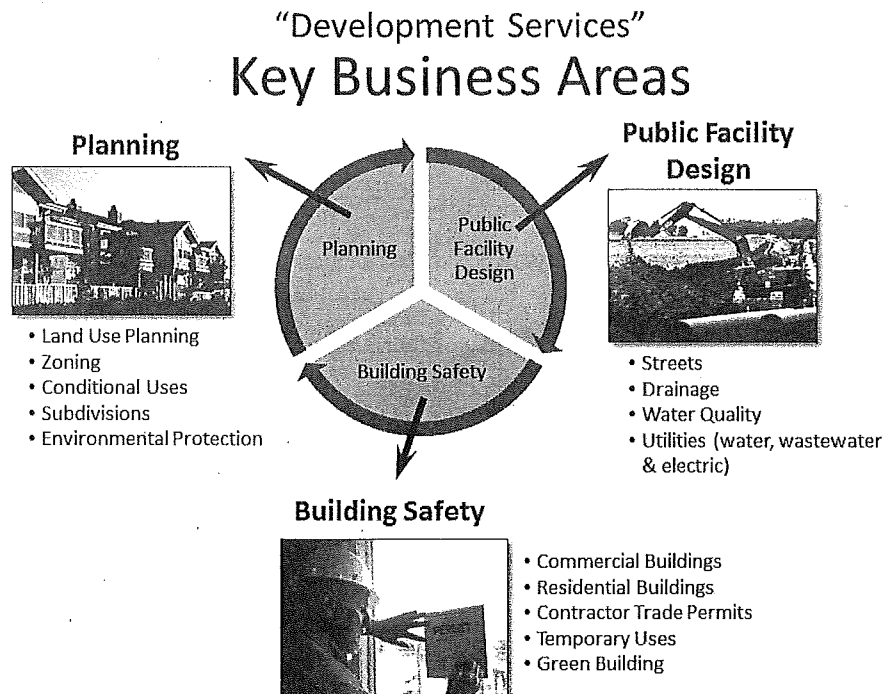 “Development Services”
Key Business Areas
Planning
Public Facility
Design
Planning
Public
Facility
Design
Building Safety
• Land Use Planning
• Zoning
• Conditional Uses
• Subdivisions
• Environmental Protection
• Streets
• Drainage
• Water Quality
• Utilities (water, wastewater
& electric)
Building Safety
PERMIT
• Commercial Buildings
• Residential Buildings
• Contractor Trade Permits
• Temporary Uses
• Green Building